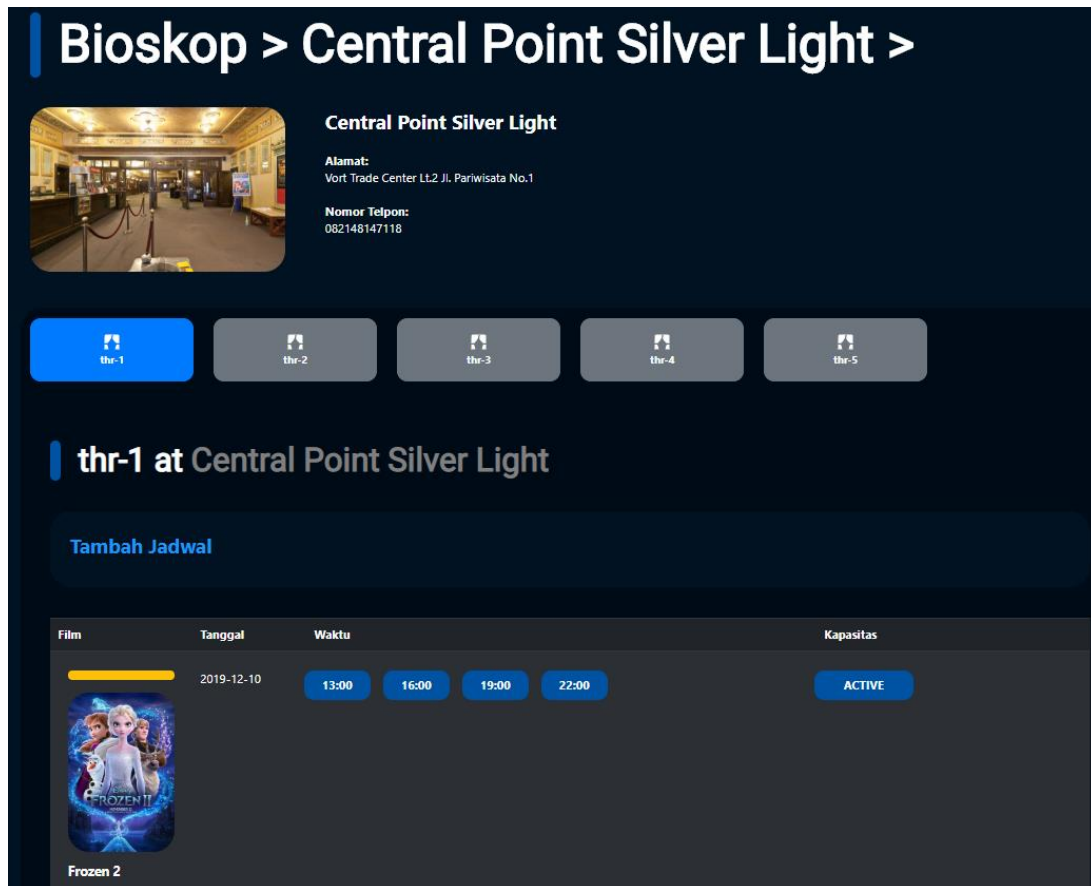 Bioskop > Central Point Silver Light >
Central Point Silver Light
Alamat:
Vort Trade Center Lt.2 Jl. Pariwisata No.1
Nomor Telpon:
082148147118
thr-1 thr-2 thr-3 thr-4 thr-5
thr-1 at Central Point Silver Light
Tambah Jadwal
Film Tanggal Waktu Kapasitas
2019-12-10 13:00 16:00 19:00 22:00 ACTIVE
Disney
FROZEN II
Frozen 2